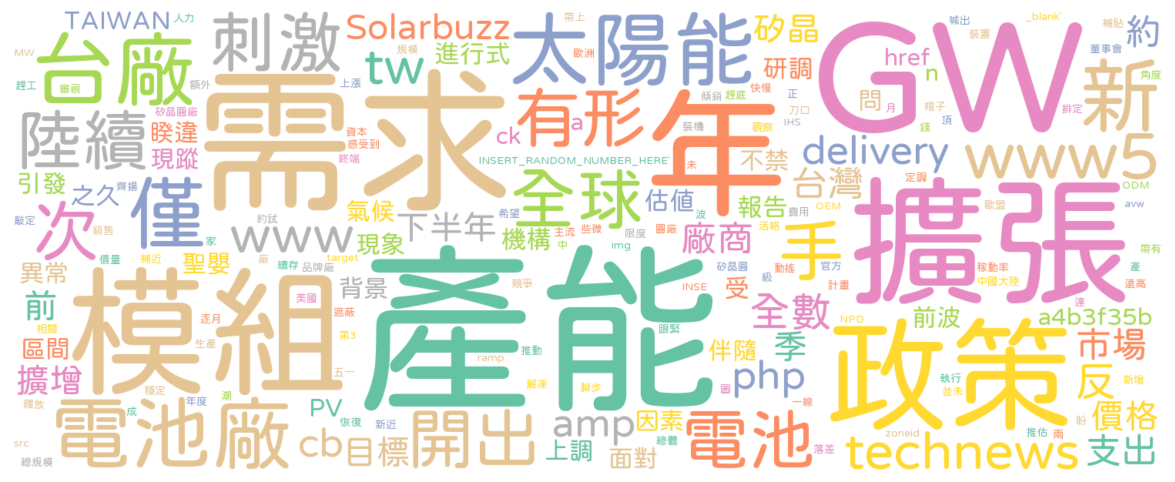 TAIWAN
人力
台廠
MW
趕工
審視
額外
刺激
Solarbuzz
上漲
tw
進行式
規模
帶上
歐洲
太陽能
矽晶
研調
正
快慢
傾銷
趕底
_blank'
補貼
喊出
裝置
href
n
董事會
約
角度
GW
問
月
帽子
錢
頂
排定
新
陸續
矽晶圓廠
睽違
現蹤
需求
資本
感受到
終端
ck
a
有形
年
裝機
觀察
IHS
刀口
INSERT_RANDOM_NUMBER_HERE'
未
不禁
delivery
www5
引發
之久
齊揚
僅
次
敲定
銷售
家
價量
氣候
約試
www
下半年
現象
希望
全球
機構
波
主流
中
些微
img
圓廠
限度
估值
報告
費用
活絡
台灣
OEM
定調
歐盟
ODM
avw
擴張
聖嬰
補近
廠
target
續存
品牌廠
背景
異常
前
相關
區間
擴增
釋放
模組
逐月
生產
穩定
美國
遮蔽
第3
五一
產能
競爭
ramp
推動
解凍
腳步
跟緊
廠商
矽晶圓
INSE
受
級
動搖
全數
手
官方
計畫
稼動率
中國大陸
帶有
產
遠高
達
前波
a4b3f35b
NPD
政策
執行
並未
市場
新增
反
盼
價格
伴隨
季
圖
php
一線
電池廠
年度
潮
成
PV
恢復
新近
cb
目標
開出
amp
因素
總體
上調
面對
電池
落差
zoneid
technews
推估
兩
支出
src
總規模